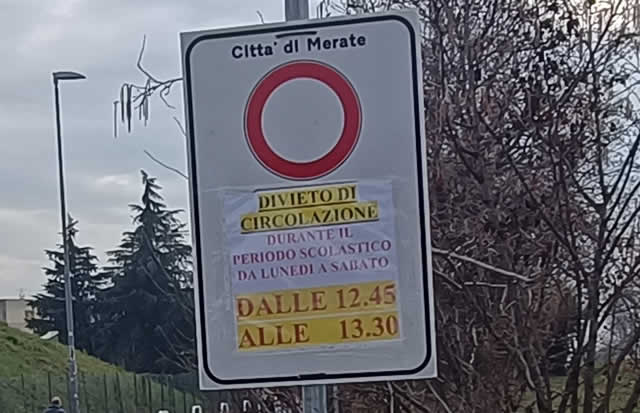 Citta' di Merate
DIVIETO DI
CIRCOLAZIONE
DURANTE IL
PERIODO SCOLASTICO
DA LUNEDI A SABATO
DALLE 12.45
ALLE 13.30